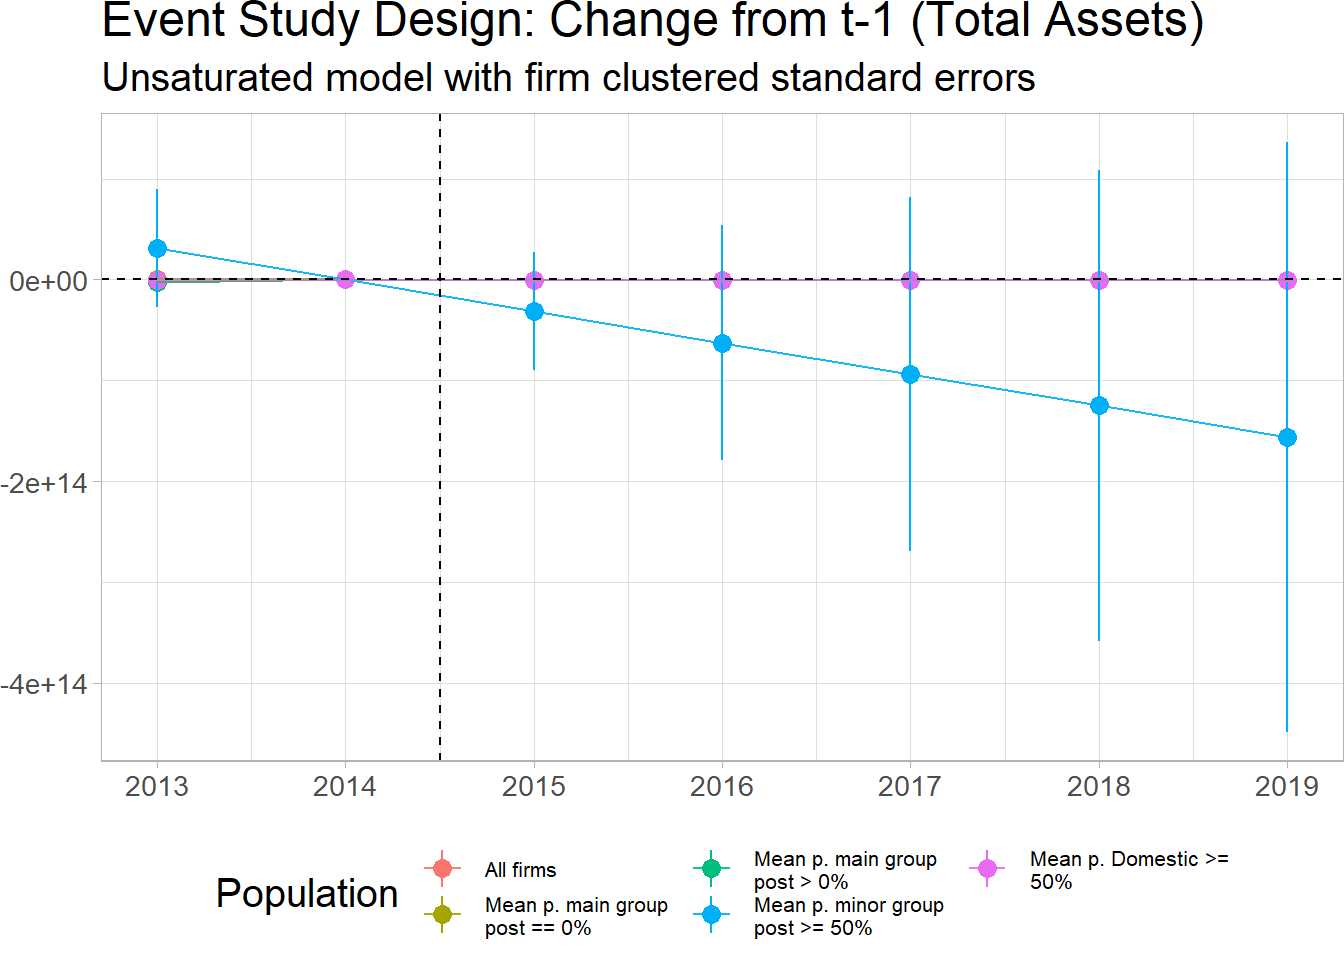 Event Study Design: Change from t-1 (Total Assets)
Unsaturated model with firm clustered standard errors
0e+00
-2e+14
-4e+14
2013 2014 2015 2016 2017 2018 2019
Population
All firms
Mean p. main group
post == 0%
Mean p. main group
post > 0%
Mean p. minor group
post >= 50%
Mean p. Domestic >=
50%